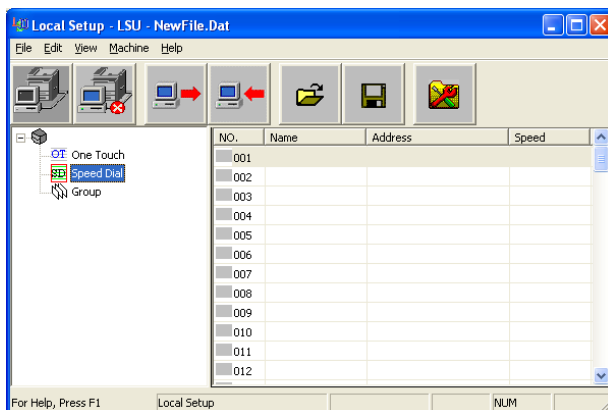 Local Setup - LSU - NewFile.Dat
File Edit View Machine Help
NO. Name Address Speed
OT One Touch
SD Speed Dial
Group
001
002
003
004
005
006
007
008
009
010
011
012
For Help, Press F1 Local Setup NUM